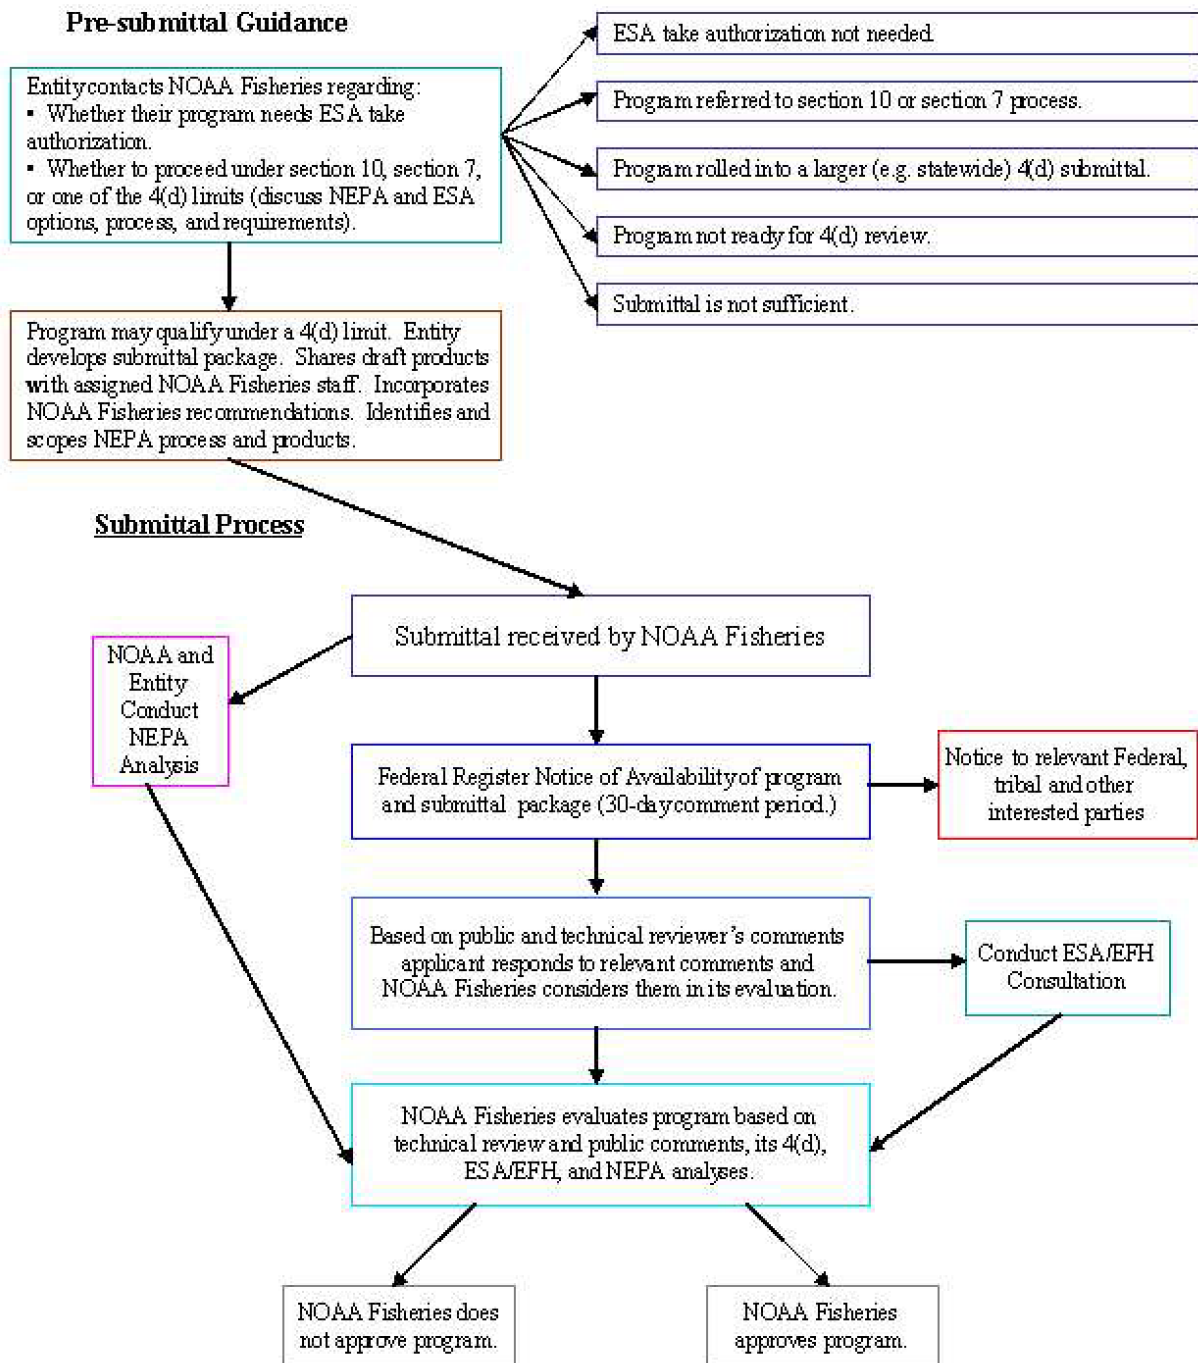 Pre-submittal Guidance
Entity contacts NOAA Fisheries regarding:
▪ Whether their program needs ESA take
authorization.
▪ Whether to proceed under section 10, section 7,
or one of the 4(d) limits (discuss NEPA and ESA
options, process, and requirements).
ESA take authorization not needed.
Program referred to section 10 or section 7 process.
Program rolled into a larger (e.g. statewide) 4(d) submittal.
Program not ready for 4(d) review.
Submittal is not sufficient.
Program may qualify under a 4(d) limit. Entity
develops submittal package. Shares draft products
with assigned NOAA Fisheries staff. Incorporates
NOAA Fisheries recommendations. Identifies and
scopes NEPA process and products.
Submittal Process
Submittal received by NOAA Fisheries
NOAA and
Entity
Conduct
NEPA
Analysis
Federal Register Notice of Availability of program
and submittal package (30-day comment period.)
Notice to relevant Federal,
tribal and other
interested parties
Based on public and technical reviewer's comments
applicant responds to relevant comments and
NOAA Fisheries considers them in its evaluation.
Conduct ESA/EFH
Consultation
NOAA Fisheries evaluates program based on
technical review and public comments, its 4(d),
ESA/EFH, and NEPA analyses.
NOAA Fisheries does
not approve program.
NOAA Fisheries
approves program.